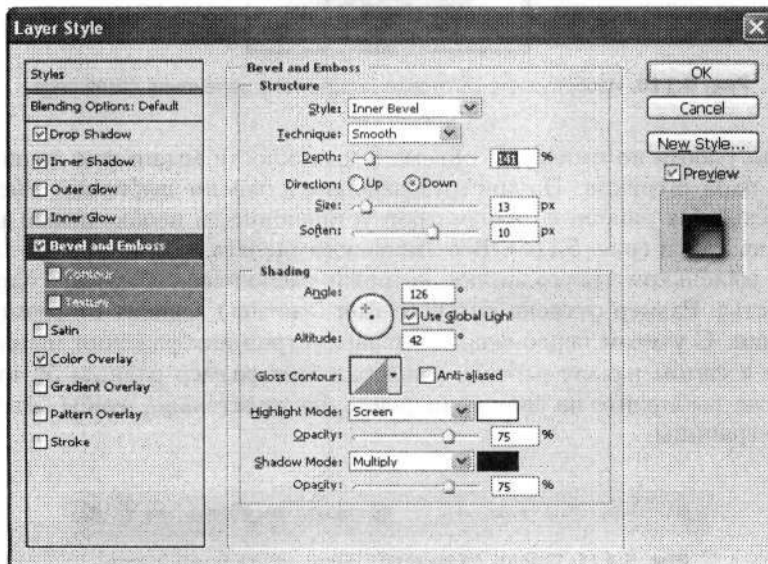 Layer Style
Styles
Blending Options: Default
Drop Shadow
Inner Shadow
Outer Glow
Inner Glow
Bevel and Emboss
Contour
Texture
Satin
Color Overlay
Gradient Overlay
Pattern Overlay
Stroke
Bevel and Emboss
Structure
Style: Inner Bevel
Technique: Smooth
Depth: 141 %
Direction: Up Down
Size: 13 px
Soften: 10 px
Shading
Angle: 126 °
Use Global Light
Altitude: 42 °
Gloss Contour: Anti-aliased
Highlight Mode: Screen
Opacity: 75 %
Shadow Mode: Multiply
Opacity: 75 %
OK
Cancel
New Style...
Preview